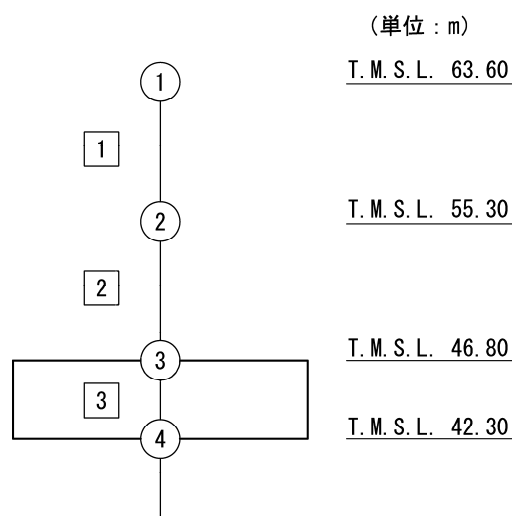 (単位:m)
① T.M.S.L. 63.60
1
② T.M.S.L. 55.30
2
③ T.M.S.L. 46.80
3
④ T.M.S.L. 42.30